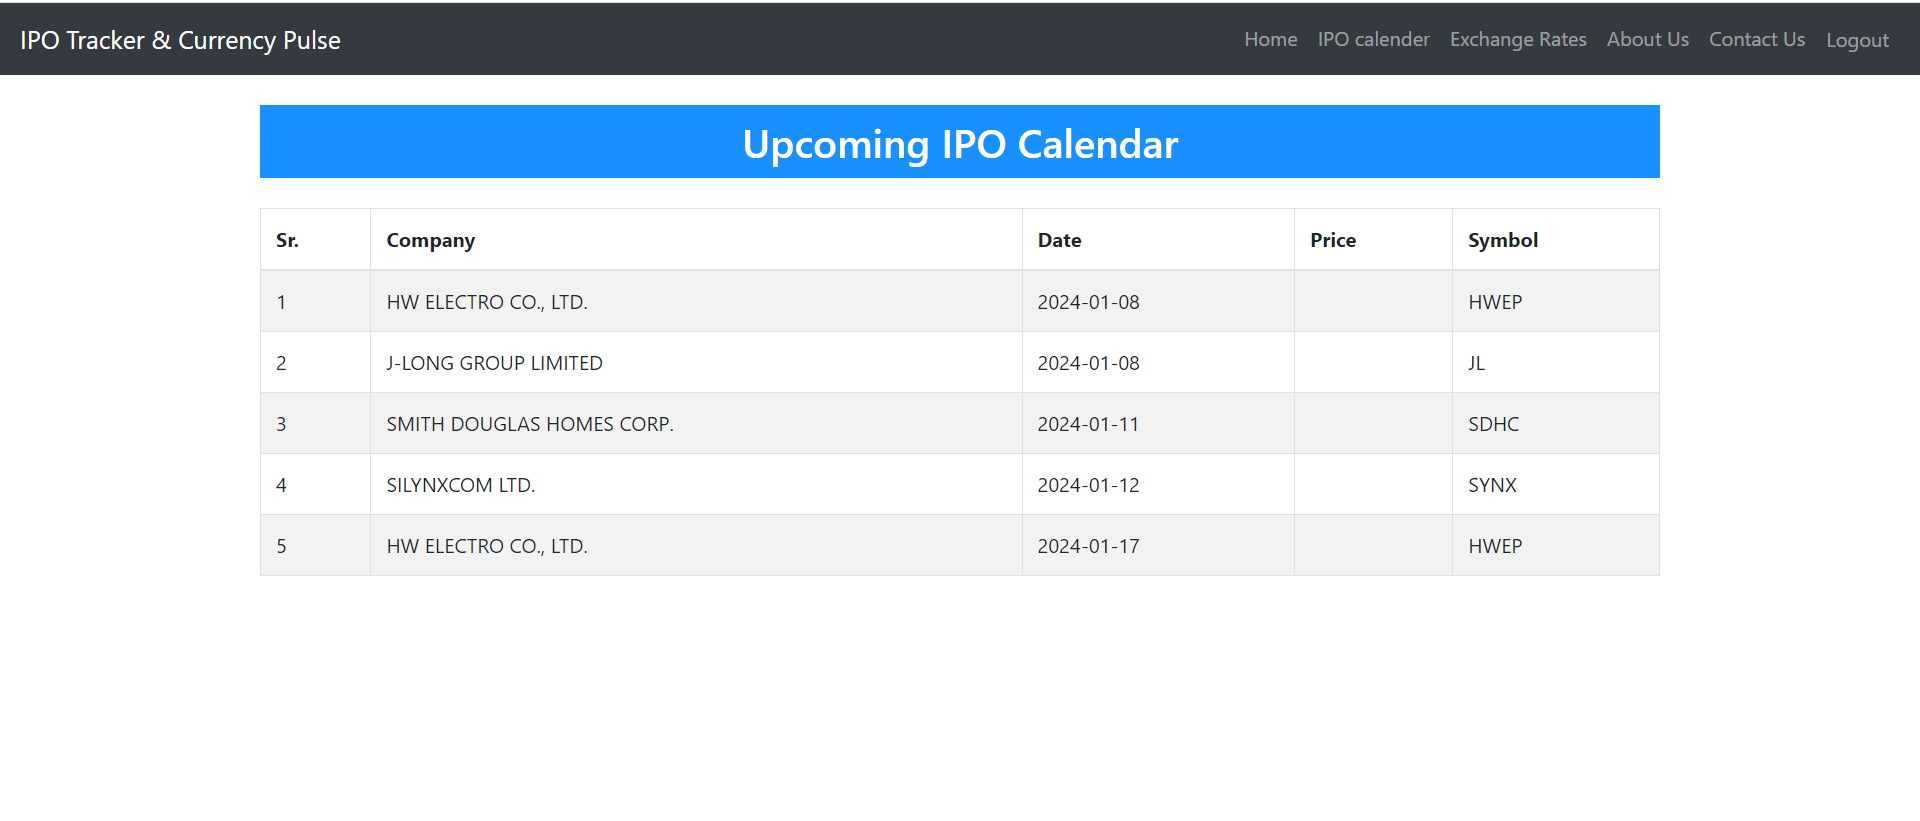 IPO Tracker & Currency Pulse Home IPO calender Exchange Rates About Us Contact Us Logout
Upcoming IPO Calendar
Sr. Company Date Price Symbol
1 HW ELECTRO CO., LTD. 2024-01-08 HWEP
2 J-LONG GROUP LIMITED 2024-01-08 JL
3 SMITH DOUGLAS HOMES CORP. 2024-01-11 SDHC
4 SILYNXCOM LTD. 2024-01-12 SYNX
5 HW ELECTRO CO., LTD. 2024-01-17 HWEP